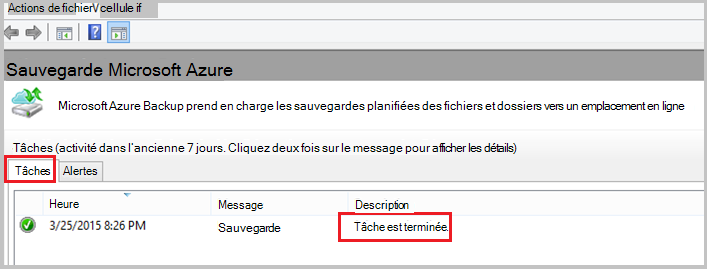 Actions de fichierVcellule if
Sauvegarde Microsoft Azure
Microsoft Azure Backup prend en charge les sauvegardes planifiées des fichiers et dossiers vers un emplacement en ligne
Tâches (activité dans l'ancienne 7 jours. Cliquez deux fois sur le message pour afficher les détails)
Tâches Alertes
Heure Message Description
3/25/2015 8:26 PM Sauvegarde Tâche est terminée.